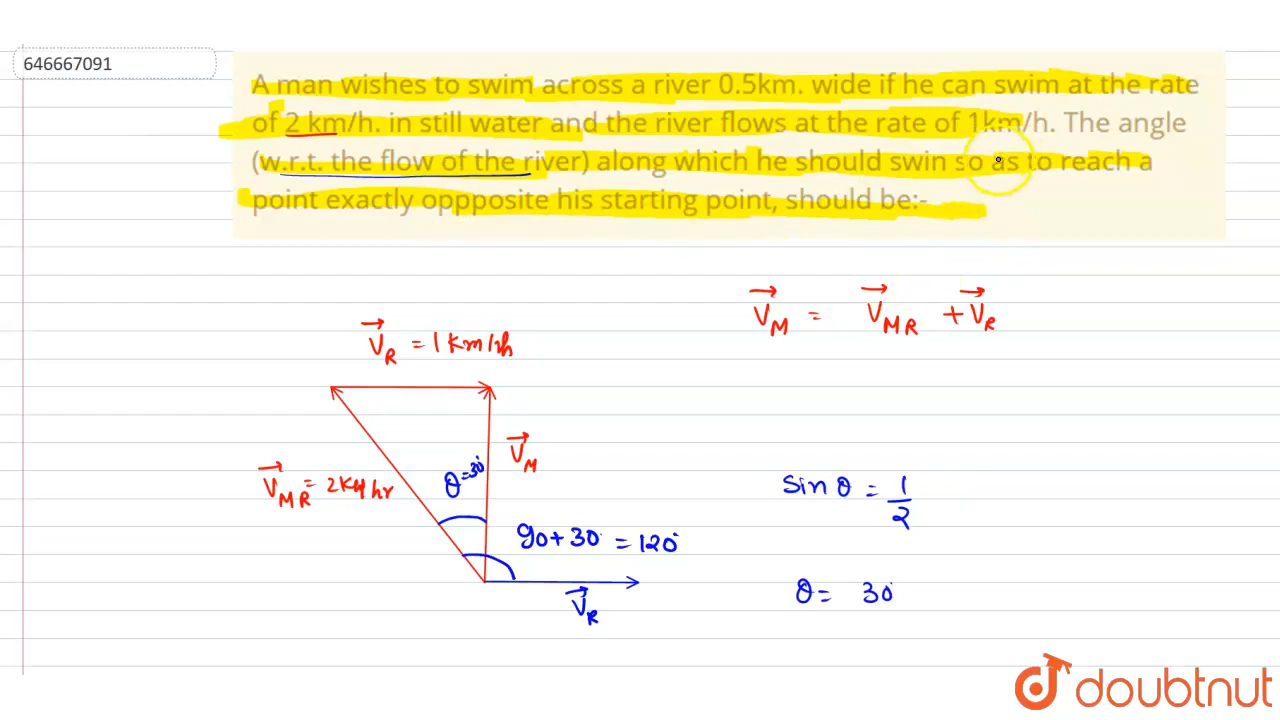 646667091
A man wishes to swim across a river 0.5km. wide if he can swim at the rate
of 2 km/h. in still water and the river flows at the rate of 1km/h. The angle
(w.r.t. the flow of the river) along which he should swin so as to reach a
point exactly oppposite his starting point, should be:-
V_M = V_MR + V_R
V_R = 1 km/h
V_M
θ=30°
V_MR = 2 km/hr
sin θ = 1/2
90+30° = 120°
θ = 30°
V_R
doubtnut